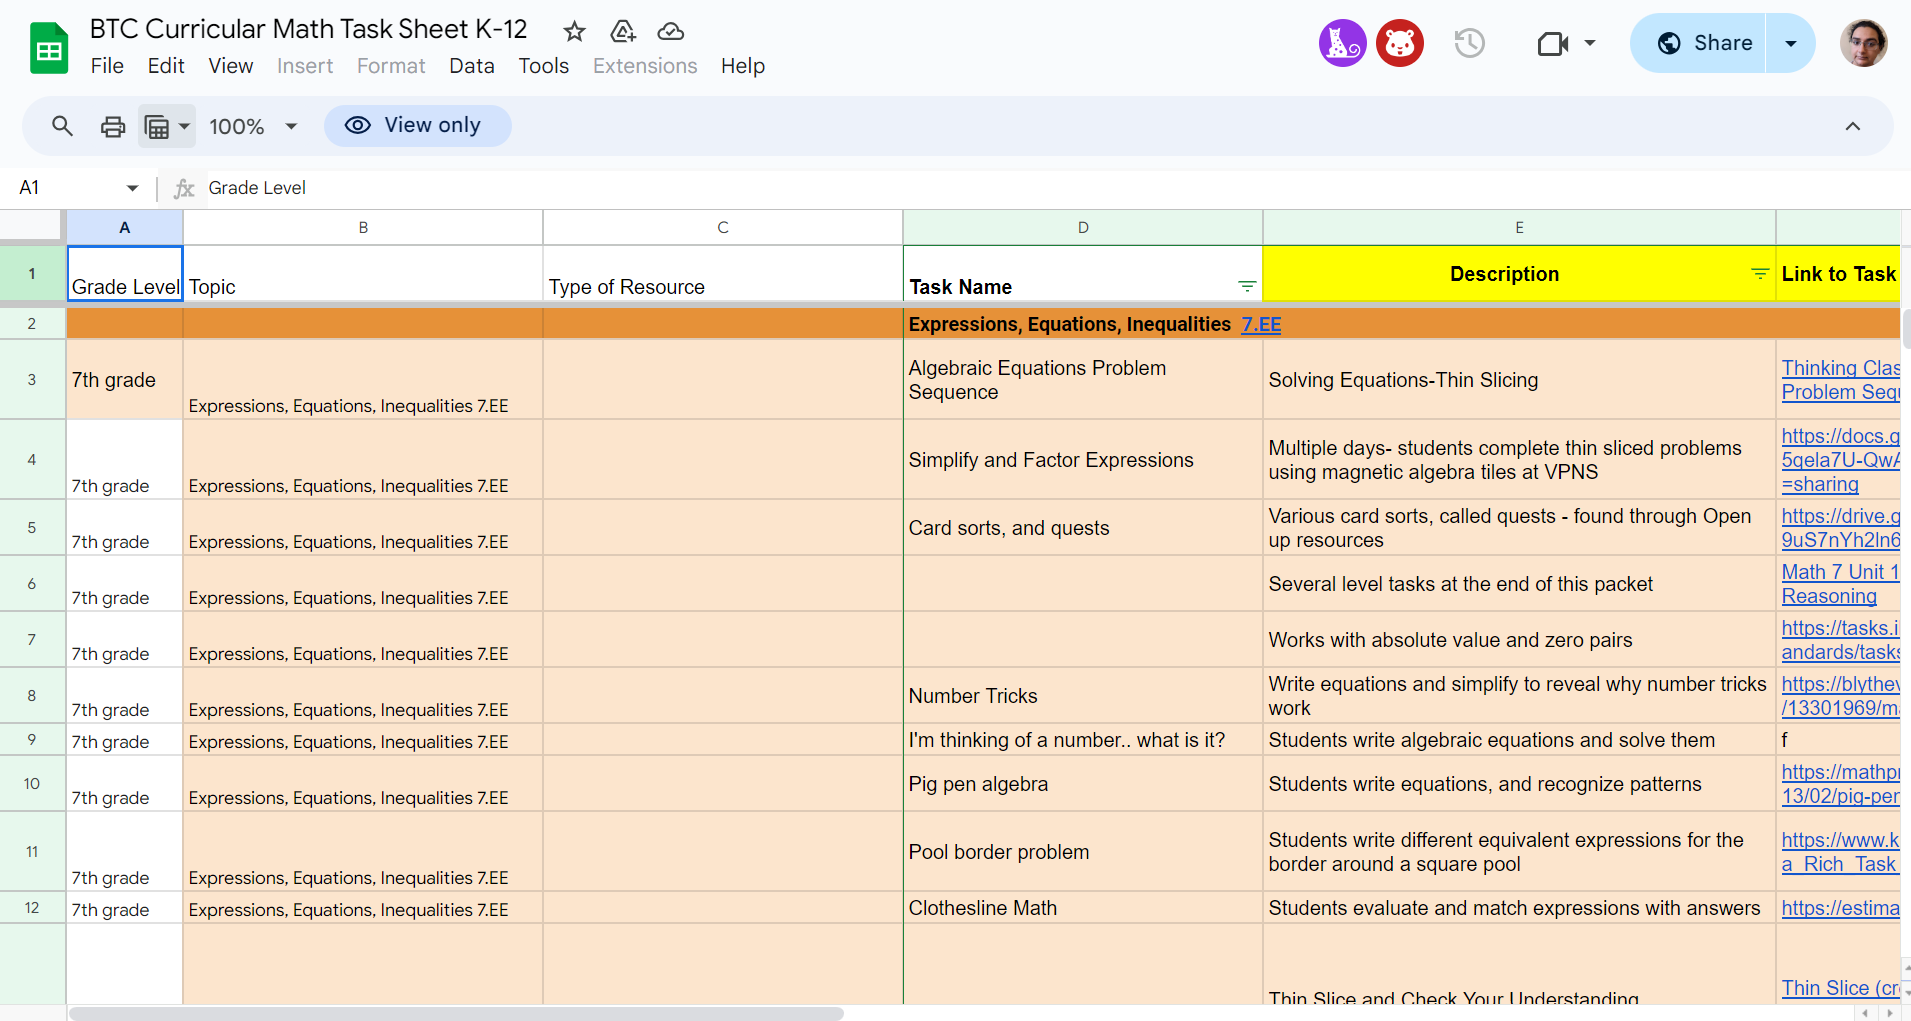 BTC Curricular Math Task Sheet K-12
File Edit View Insert Format Data Tools Extensions Help
Share
100%
View only
A1
fx Grade Level
A B C D E
1 Grade Level Topic Type of Resource Task Name Description Link to Task
2 Expressions, Equations, Inequalities 7.EE
3 7th grade Expressions, Equations, Inequalities 7.EE
Algebraic Equations Problem
Sequence
Solving Equations-Thin Slicing
Thinking Clas
Problem Sequ
4 7th grade Expressions, Equations, Inequalities 7.EE
Simplify and Factor Expressions
Multiple days- students complete thin sliced problems
using magnetic algebra tiles at VPNS
https://docs.g
5qela7U-QwA
=sharing
5 7th grade Expressions, Equations, Inequalities 7.EE
Card sorts, and quests
Various card sorts, called quests - found through Open
up resources
https://drive.g
9uS7nYh2ln6
6 7th grade Expressions, Equations, Inequalities 7.EE
Several level tasks at the end of this packet
Math 7 Unit 1
Reasoning
7 7th grade Expressions, Equations, Inequalities 7.EE
Works with absolute value and zero pairs
https://tasks.i
andards/tasks
8 7th grade Expressions, Equations, Inequalities 7.EE
Number Tricks
Write equations and simplify to reveal why number tricks
work
https://blythev
/13301969/ma
9 7th grade Expressions, Equations, Inequalities 7.EE
I'm thinking of a number.. what is it?
Students write algebraic equations and solve them
f
10 7th grade Expressions, Equations, Inequalities 7.EE
Pig pen algebra
Students write equations, and recognize patterns
https://mathpr
13/02/pig-pen
11 7th grade Expressions, Equations, Inequalities 7.EE
Pool border problem
Students write different equivalent expressions for the
border around a square pool
https://www.k
a_Rich_Task
12 7th grade Expressions, Equations, Inequalities 7.EE
Clothesline Math
Students evaluate and match expressions with answers
https://estima
Thin Slice and Check Your Understanding
Thin Slice (cr